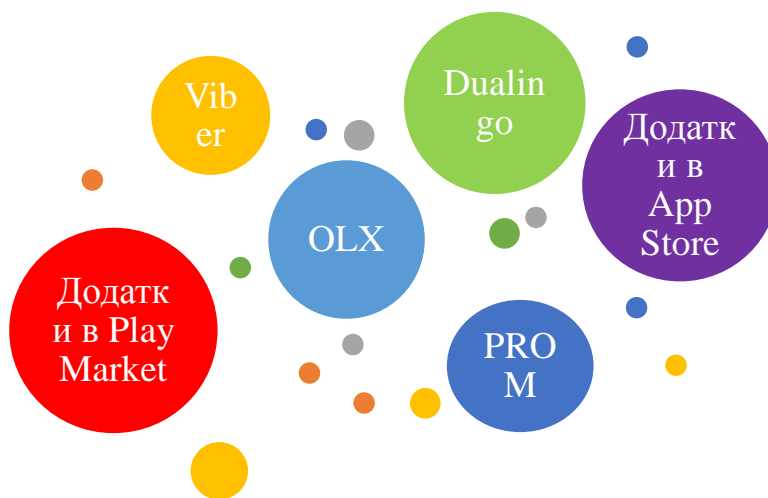 Vib
er
Dualin
go
Додатк
и в
App
Store
OLX
Додатк
и в Play
Market
PRO
M